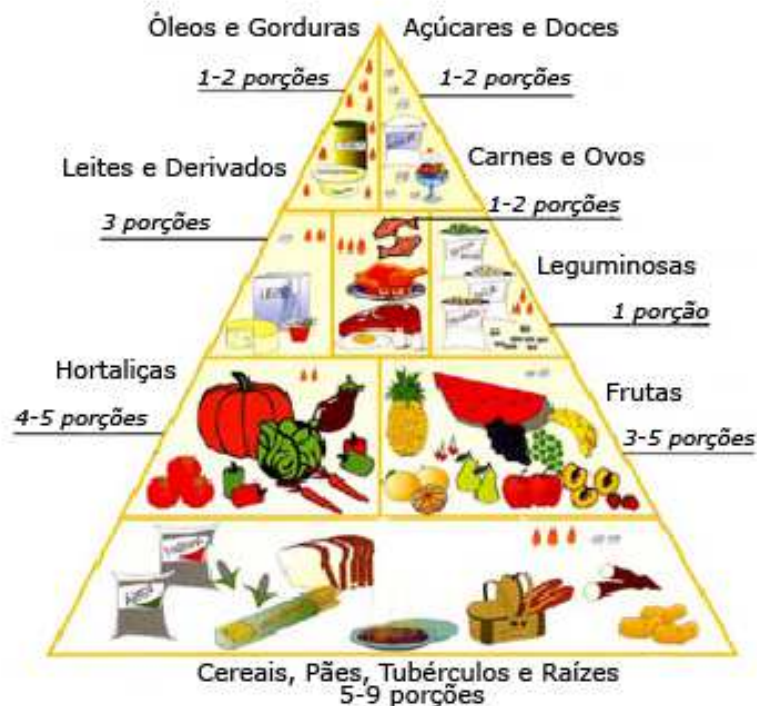 Óleos e Gorduras
1-2 porções
Açúcares e Doces
1-2 porções
Leites e Derivados
3 porções
Carnes e Ovos
1-2 porções
Leguminosas
1 porção
Hortaliças
4-5 porções
Frutas
3-5 porções
Cereais, Pães, Tubérculos e Raízes
5-9 porções